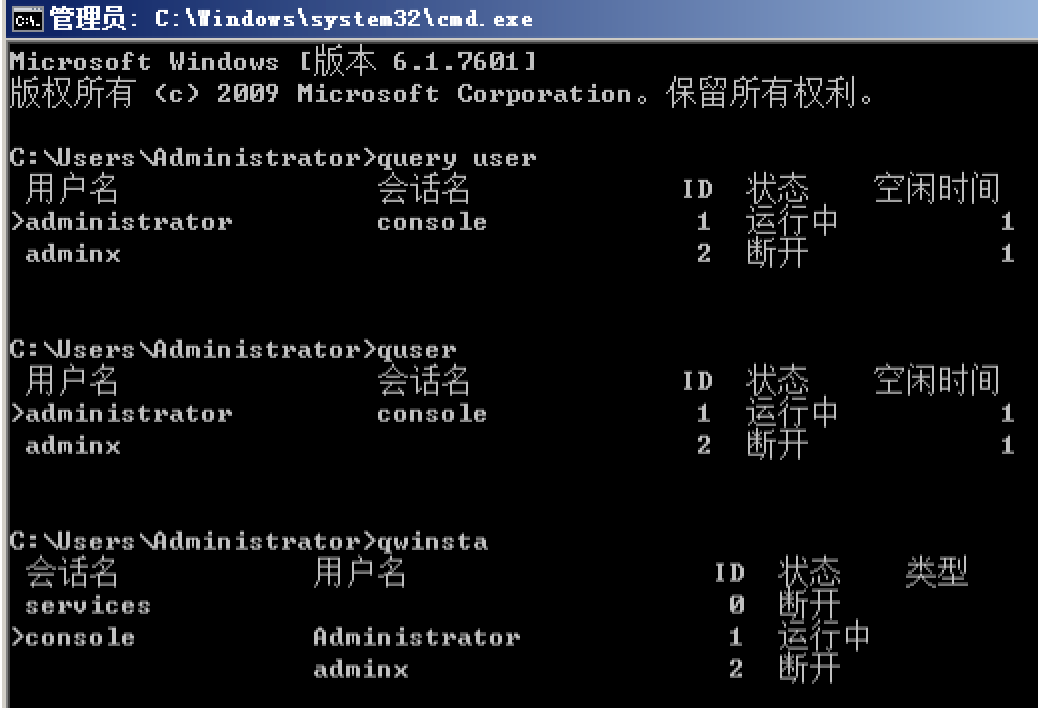 管理员: C:\Windows\system32\cmd.exe
Microsoft Windows [版本 6.1.7601]
版权所有 (c) 2009 Microsoft Corporation。保留所有权利。
C:\Users\Administrator>query user
用户名 会话名 ID 状态 空闲时间
>administrator console 1 运行中 1
adminx 2 断开 1
C:\Users\Administrator>quser
用户名 会话名 ID 状态 空闲时间
>administrator console 1 运行中 1
adminx 2 断开 1
C:\Users\Administrator>qwinsta
会话名 用户名 ID 状态 类型
services 0 断开
>console Administrator 1 运行中
adminx 2 断开